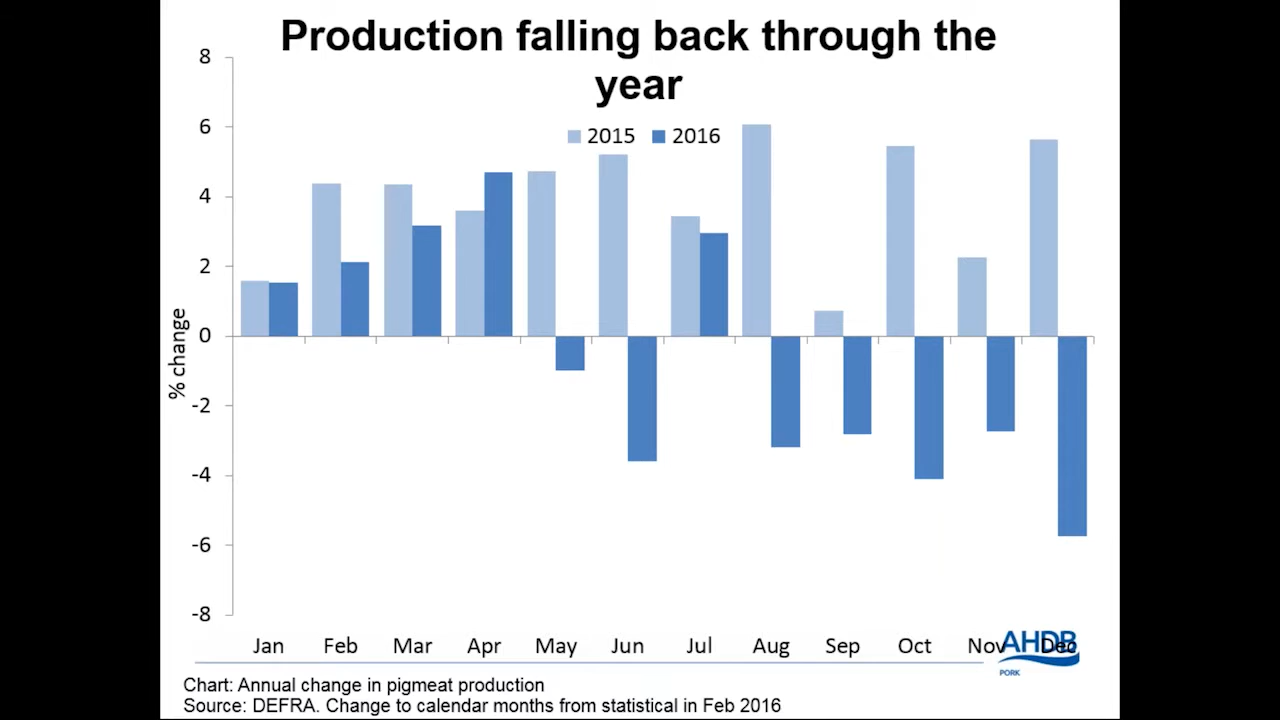 Production falling back through the
year
2015 2016
8
6
4
2
0
-2
-4
-6
-8
% change
Jan Feb Mar Apr May Jun Jul Aug Sep Oct Nov Dec
AHDB
PORK
Chart: Annual change in pigmeat production
Source: DEFRA. Change to calendar months from statistical in Feb 2016